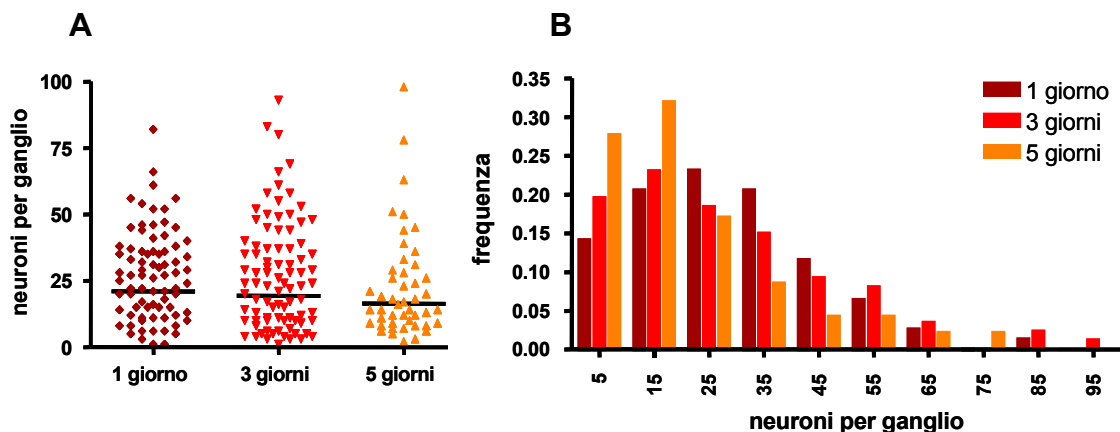 A
neuroni per ganglio
100
75
50
25
0
1 giorno 3 giorni 5 giorni
B
frequenza
0.35
0.30
0.25
0.20
0.15
0.10
0.05
0.00
1 giorno
3 giorni
5 giorni
5 15 25 35 45 55 65 75 85 95
neuroni per ganglio